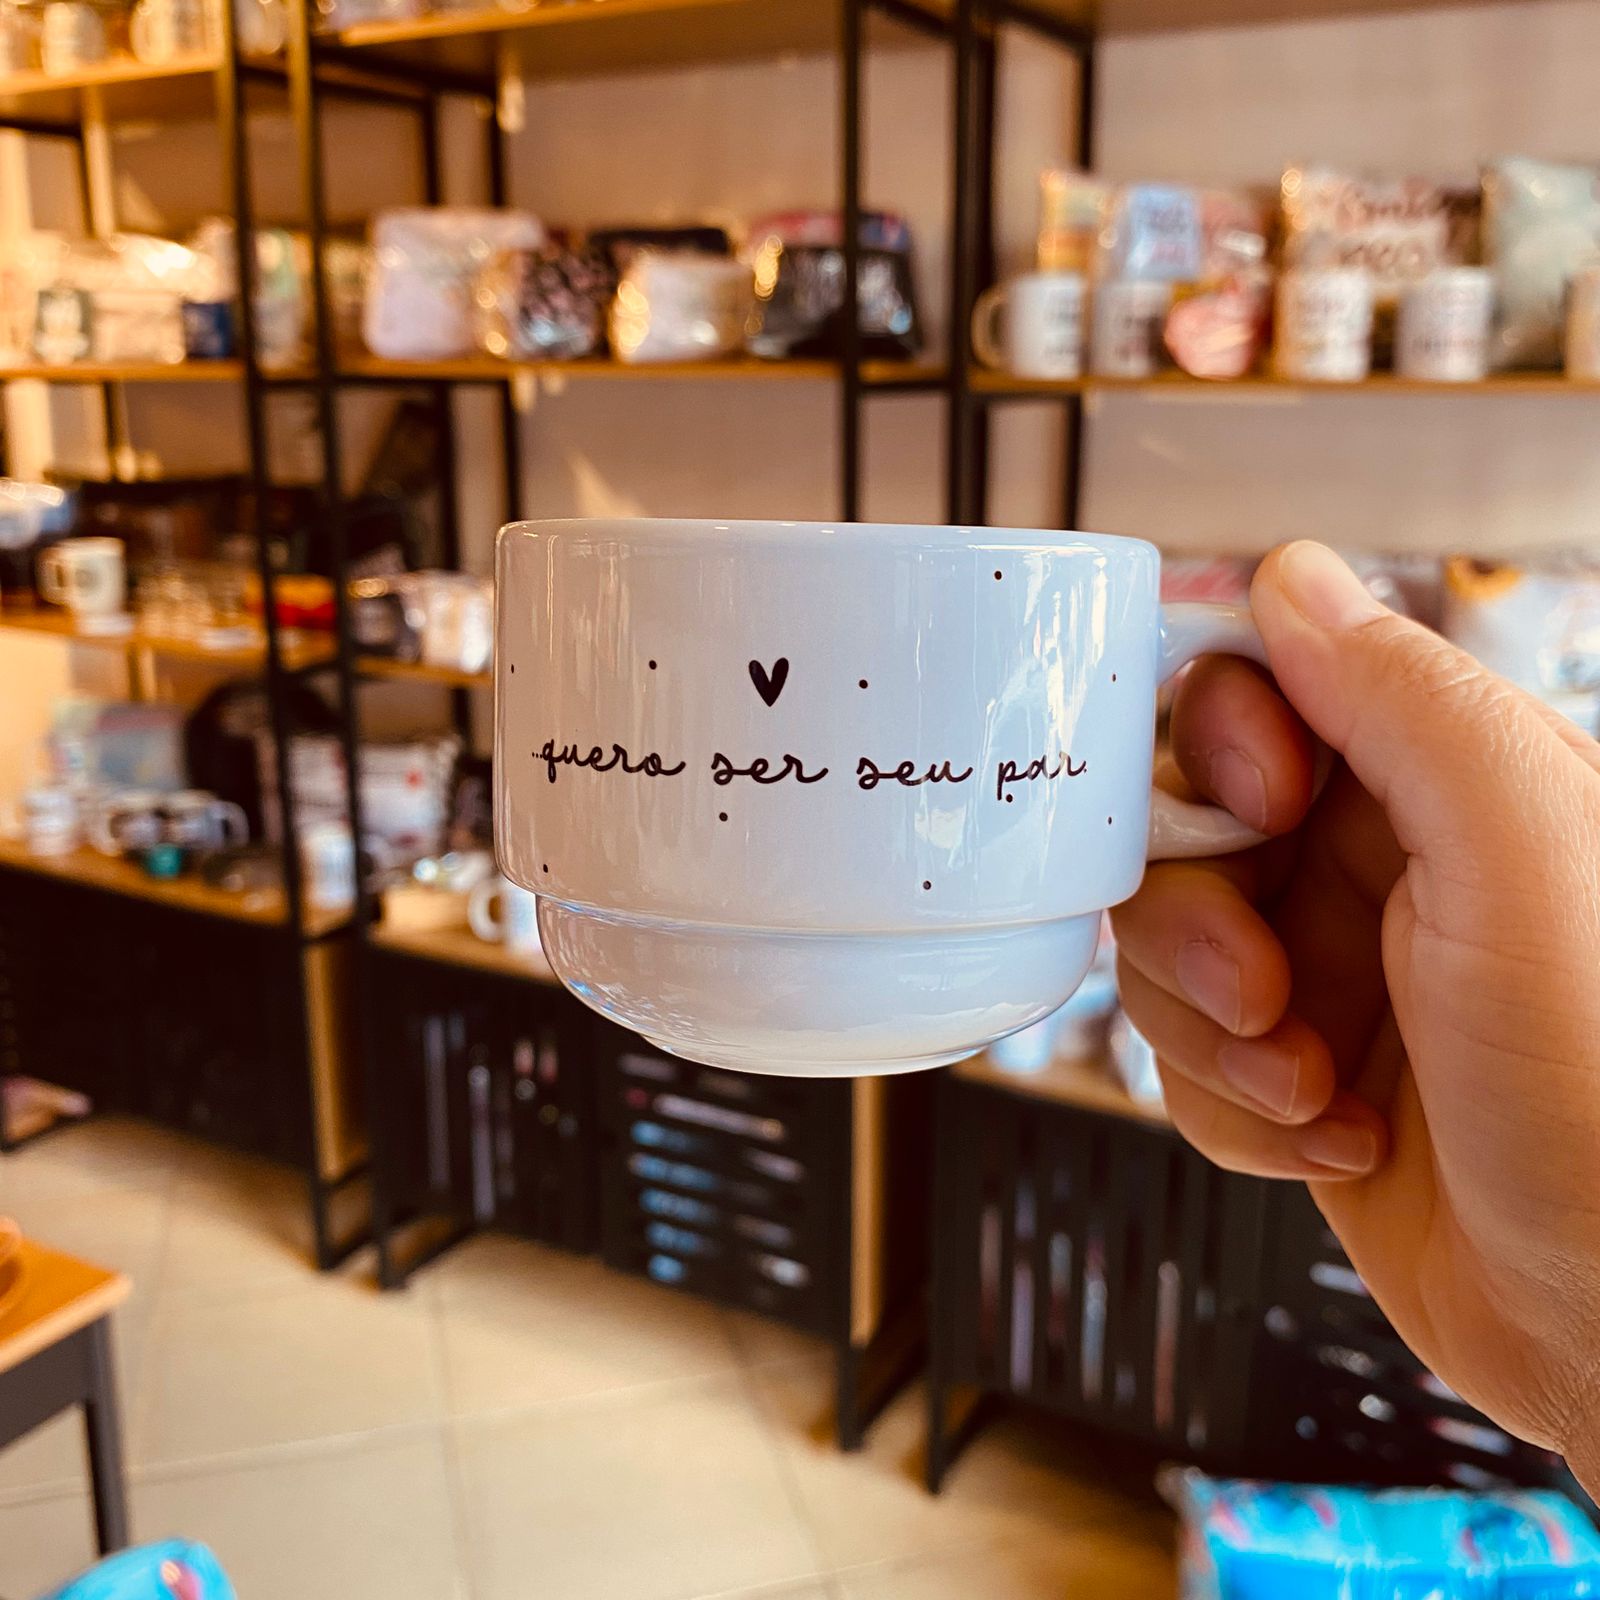 ...quero ser seu par.